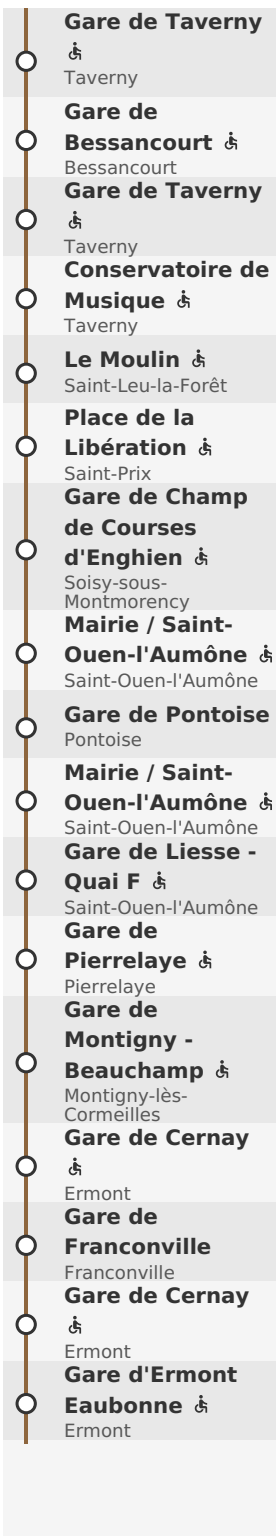 Gare de Taverny
Taverny
Gare de
Bessancourt
Bessancourt
Gare de Taverny
Taverny
Conservatoire de
Musique
Taverny
Le Moulin
Saint-Leu-la-Forêt
Place de la
Libération
Saint-Prix
Gare de Champ
de Courses
d'Enghien
Soisy-sous-
Montmorency
Mairie / Saint-
Ouen-l'Aumône
Saint-Ouen-l'Aumône
Gare de Pontoise
Pontoise
Mairie / Saint-
Ouen-l'Aumône
Saint-Ouen-l'Aumône
Gare de Liesse -
Quai F
Saint-Ouen-l'Aumône
Gare de
Pierrelaye
Pierrelaye
Gare de
Montigny -
Beauchamp
Montigny-lès-
Cormeilles
Gare de Cernay
Ermont
Gare de
Franconville
Franconville
Gare de Cernay
Ermont
Gare d'Ermont
Eaubonne
Ermont